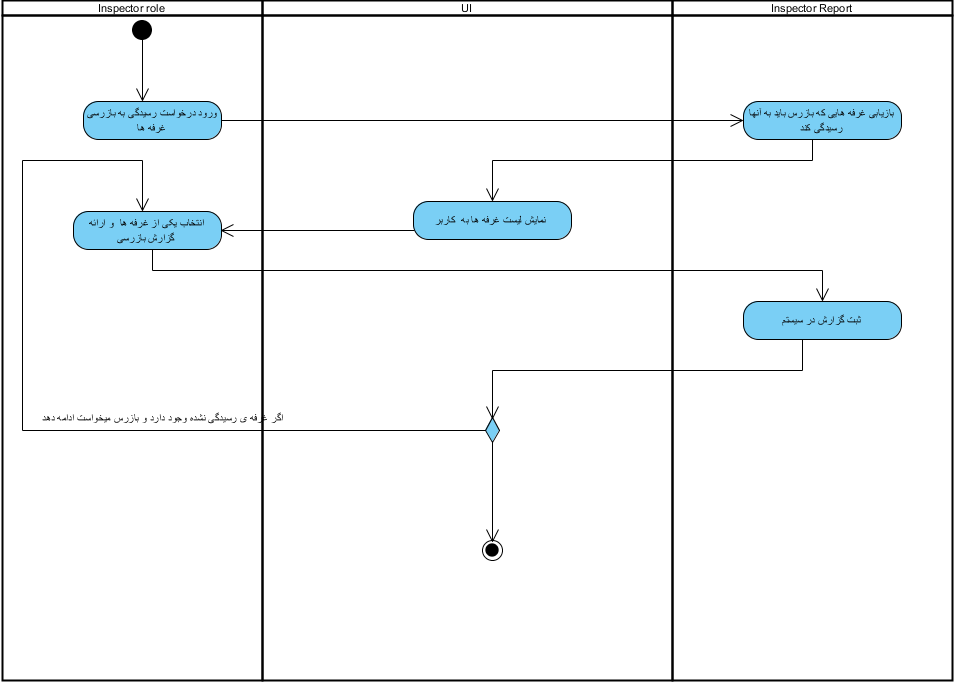 Inspector role
UI
Inspector Report
ورود درخواست رسیدگی به بازرسی
غرفه ها
بازیابی غرفه هایی که بازرس باید به آنها
رسیدگی کند
نمایش لیست غرفه ها به کاربر
انتخاب یکی از غرفه ها و ارائه
گزارش بازرسی
ثبت گزارش در سیستم
اگر غرفه ی رسیدگی نشده وجود دارد و بازرس میخواست ادامه دهد